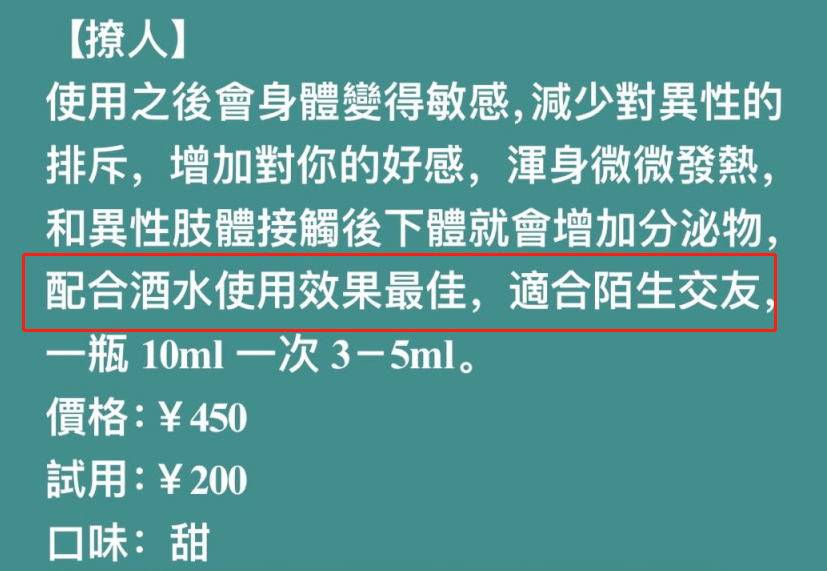 【撩人】
使用之後會身體變得敏感,減少對異性的
排斥，增加對你的好感，渾身微微發熱，
和異性肢體接觸後下體就會增加分泌物，
配合酒水使用效果最佳，適合陌生交友，
一瓶 10ml 一次 3－5ml。
價格：¥450
試用：¥200
口味：甜